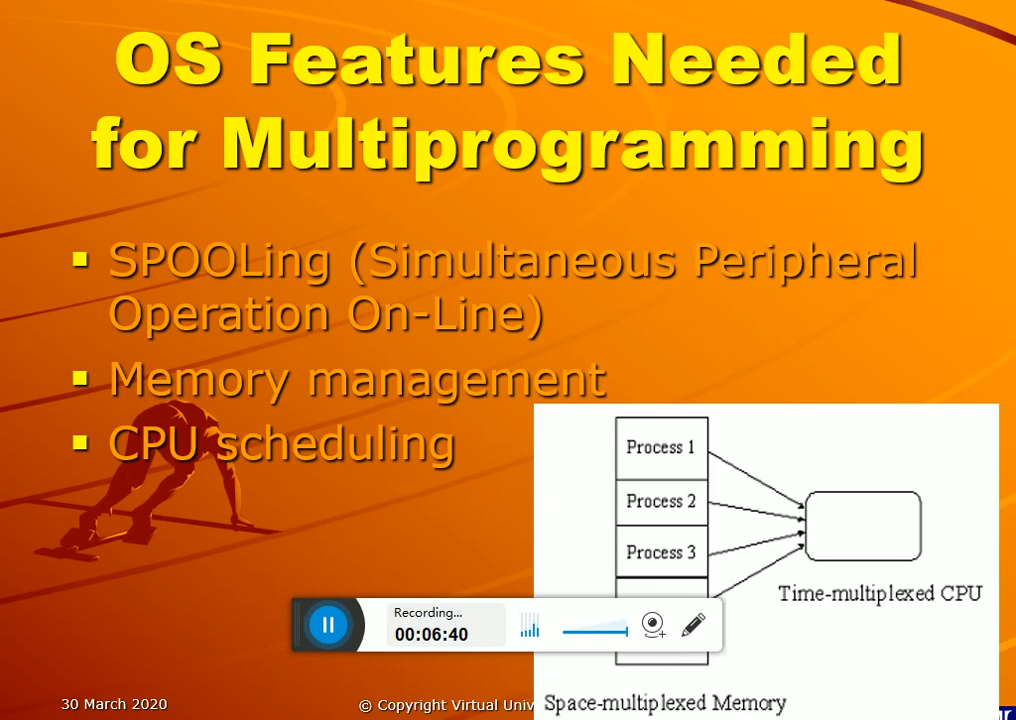 OS Features Needed
for Multiprogramming
SPOOLing (Simultaneous Peripheral
Operation On-Line)
Memory management
CPU scheduling
Process 1
Process 2
Process 3
Time-multiplexed CPU
Recording...
00:06:40
Space-multiplexed Memory
30 March 2020
© Copyright Virtual